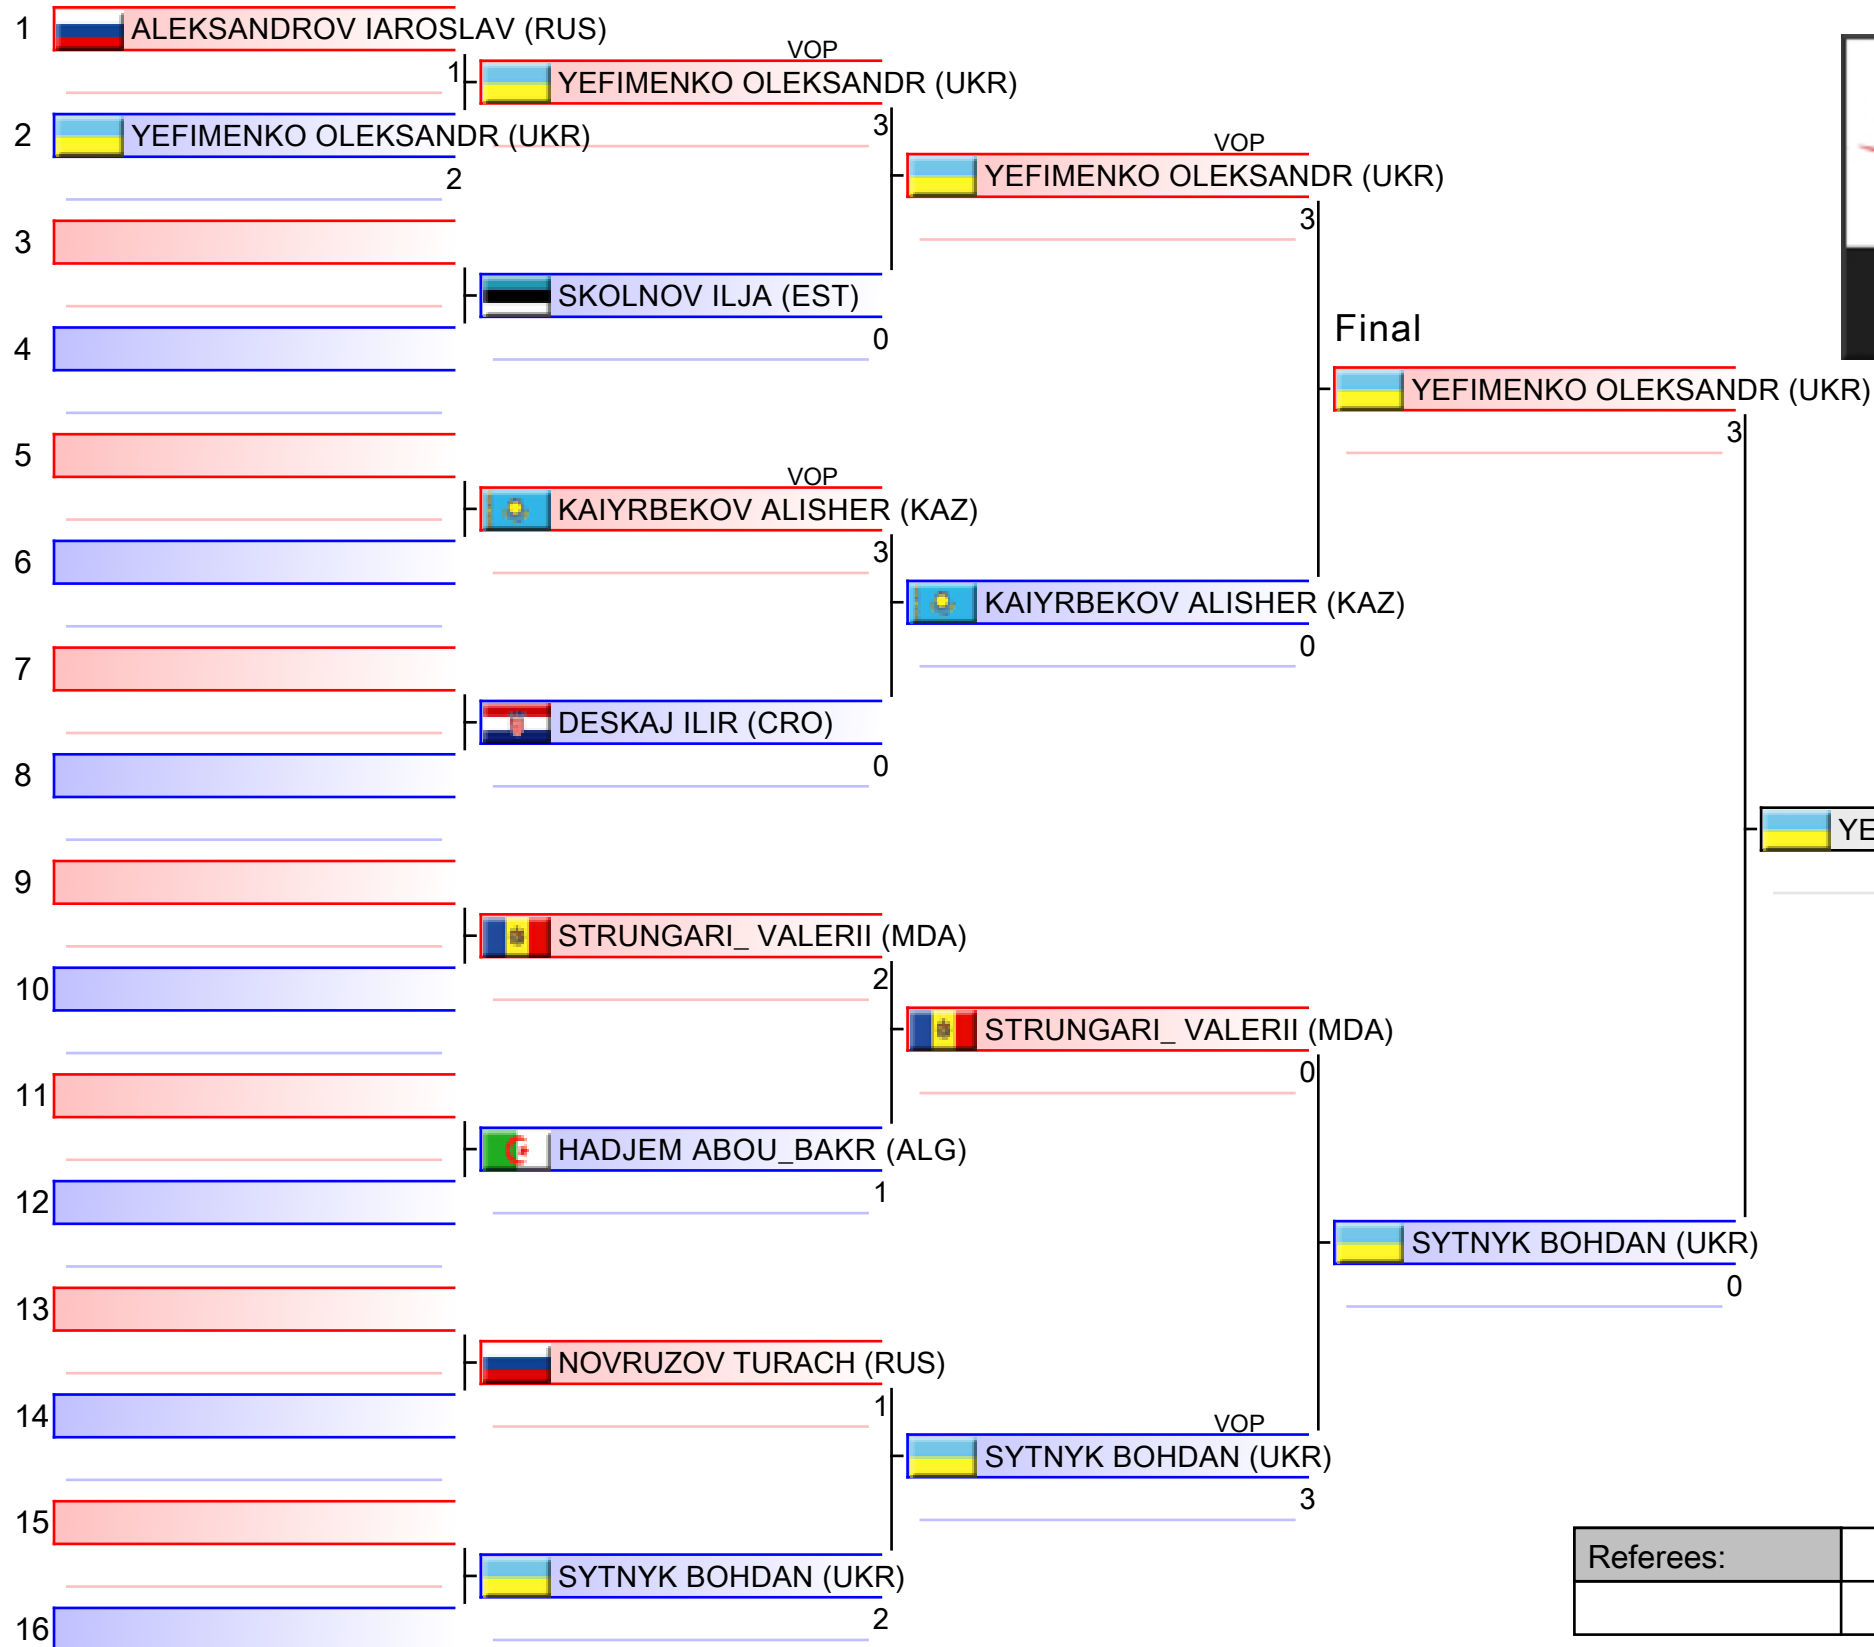 1 ALEKSANDROV IAROSLAV (RUS)
VOP
1 YEFIMENKO OLEKSANDR (UKR)
3
2 YEFIMENKO OLEKSANDR (UKR)
2
VOP
YEFIMENKO OLEKSANDR (UKR)
3
3
SKOLNOV ILJA (EST)
0
4
Final
YEFIMENKO OLEKSANDR (UKR)
3
5
VOP
KAIYRBEKOV ALISHER (KAZ)
3
6
KAIYRBEKOV ALISHER (KAZ)
0
7
DESKAJ ILIR (CRO)
0
8
YE
9
STRUNGARI_ VALERII (MDA)
2
10
STRUNGARI_ VALERII (MDA)
0
11
HADJEM ABOU_BAKR (ALG)
1
12
SYTNYK BOHDAN (UKR)
0
13
NOVRUZOV TURACH (RUS)
1
14
VOP
SYTNYK BOHDAN (UKR)
3
15
SYTNYK BOHDAN (UKR)
2
16
Referees: